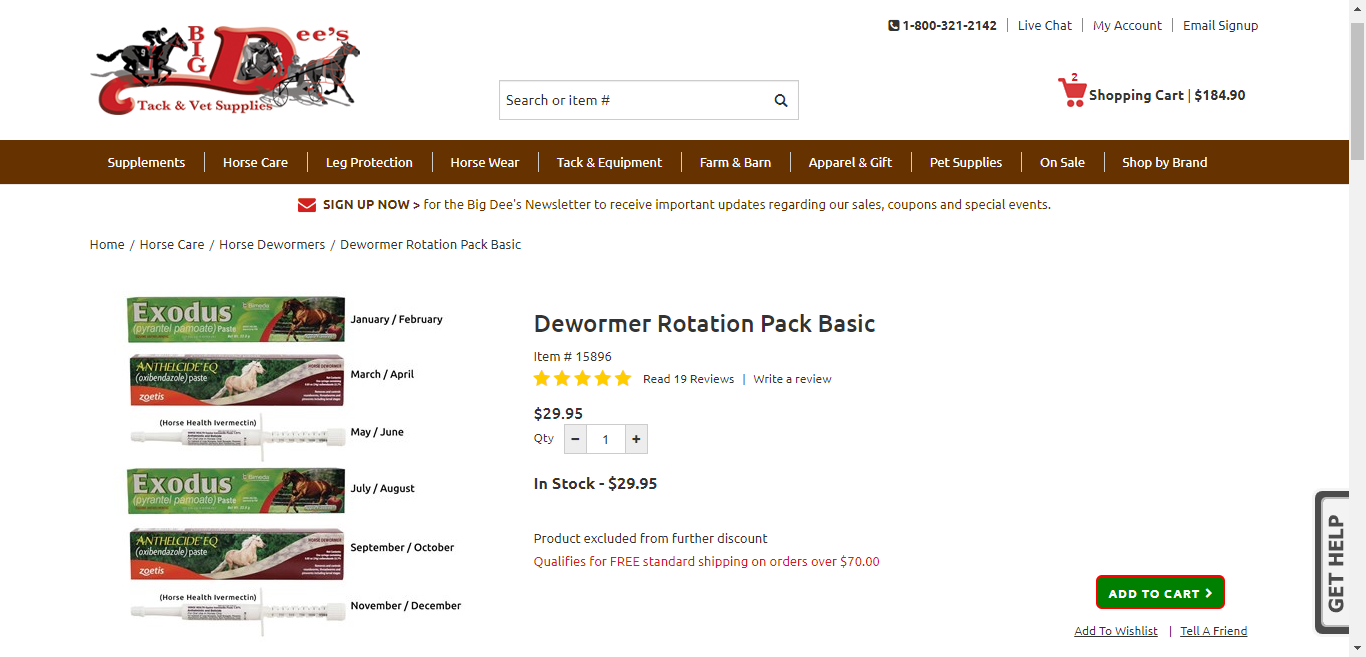 1-800-321-2142 | Live Chat | My Account | Email Signup
BIG Dee's
Tack & Vet Supplies
Search or item #
2
Shopping Cart | $184.90
Supplements | Horse Care | Leg Protection | Horse Wear | Tack & Equipment | Farm & Barn | Apparel & Gift | Pet Supplies | On Sale | Shop by Brand
SIGN UP NOW > for the Big Dee's Newsletter to receive important updates regarding our sales, coupons and special events.
Home / Horse Care / Horse Dewormers / Dewormer Rotation Pack Basic
Exodus
(pyrantel pamoate) Paste
Bimeda
January / February
ANTHELCIDE EQ
(oxibendazole) paste
HORSE DEWORMER
zoetis
March / April
(Horse Health Ivermectin)
May / June
Exodus
(pyrantel pamoate) Paste
Bimeda
July / August
ANTHELCIDE EQ
(oxibendazole) paste
HORSE DEWORMER
zoetis
September / October
(Horse Health Ivermectin)
November / December
Dewormer Rotation Pack Basic
Item # 15896
Read 19 Reviews | Write a review
$29.95
Qty - 1 +
In Stock - $29.95
Product excluded from further discount
Qualifies for FREE standard shipping on orders over $70.00
ADD TO CART >
Add To Wishlist | Tell A Friend
GET HELP